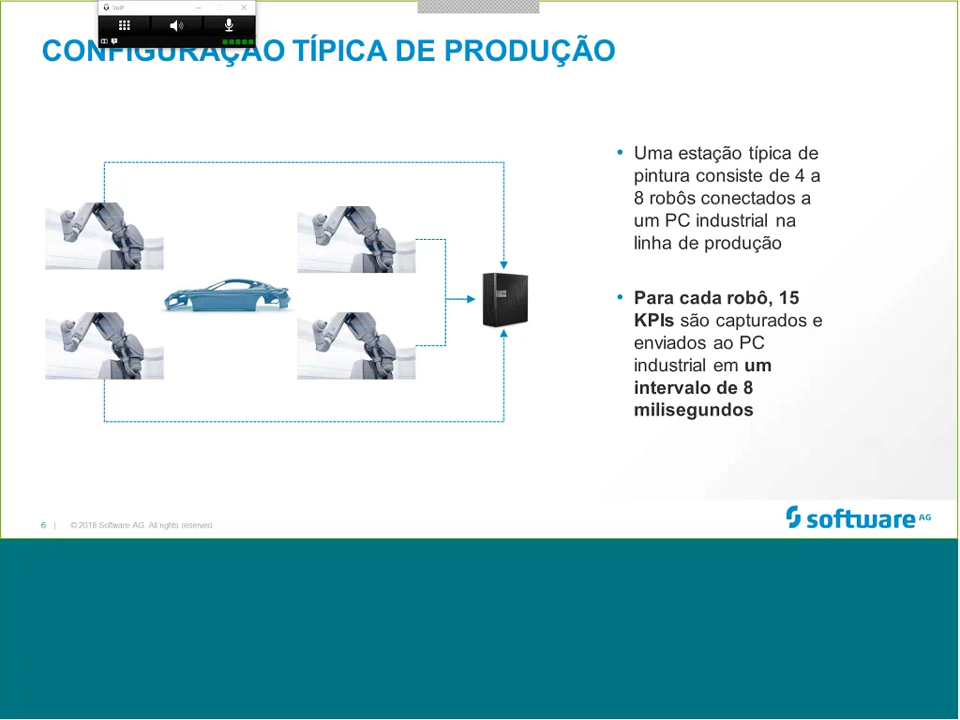 VoIP
CONFIGURAÇÃO TÍPICA DE PRODUÇÃO
• Uma estação típica de
pintura consiste de 4 a
8 robôs conectados a
um PC industrial na
linha de produção
• Para cada robô, 15
KPIs são capturados e
enviados ao PC
industrial em um
intervalo de 8
milisegundos
6 | © 2016 Software AG. All rights reserved.
software AG